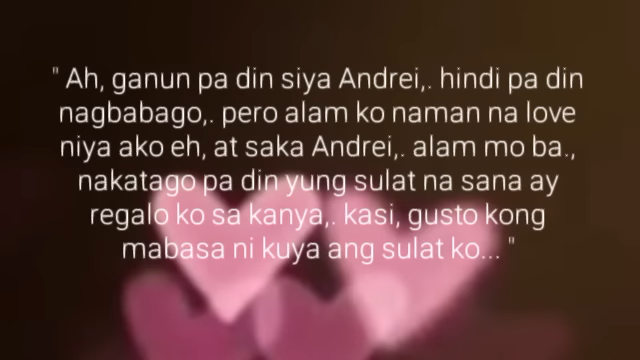 " Ah, ganun pa din siya Andrei,. hindi pa din
nagbabago,. pero alam ko naman na love
niya ako eh, at saka Andrei,. alam mo ba.,
nakatago pa din yung sulat na sana ay
regalo ko sa kanya,. kasi, gusto kong
mabasa ni kuya ang sulat ko... "